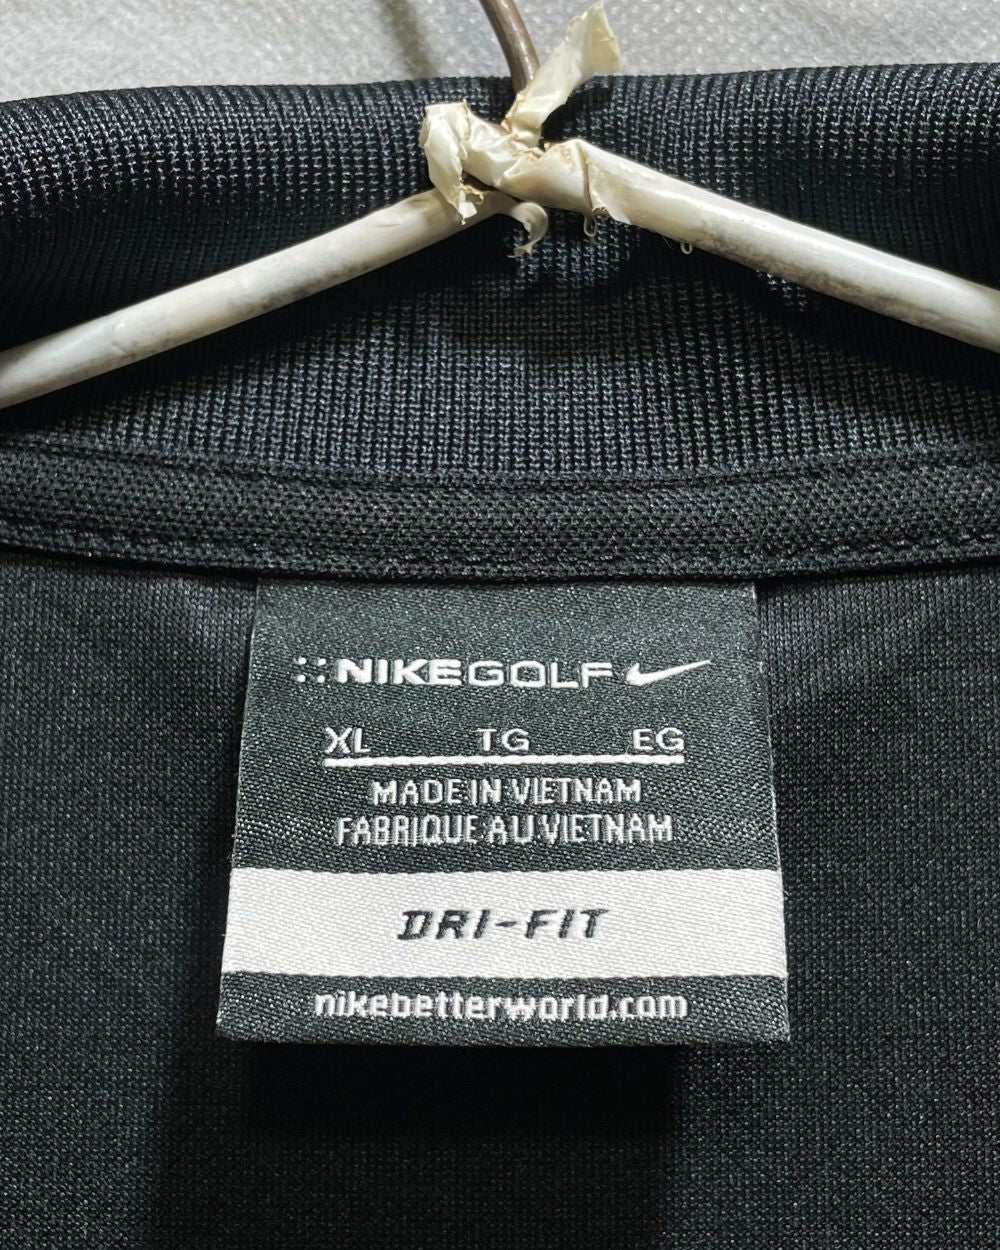 NIKEGOLF
XL TG EG
MADE IN VIETNAM
FABRIQUE AU VIETNAM
DRI-FIT
nikebetterworld.com